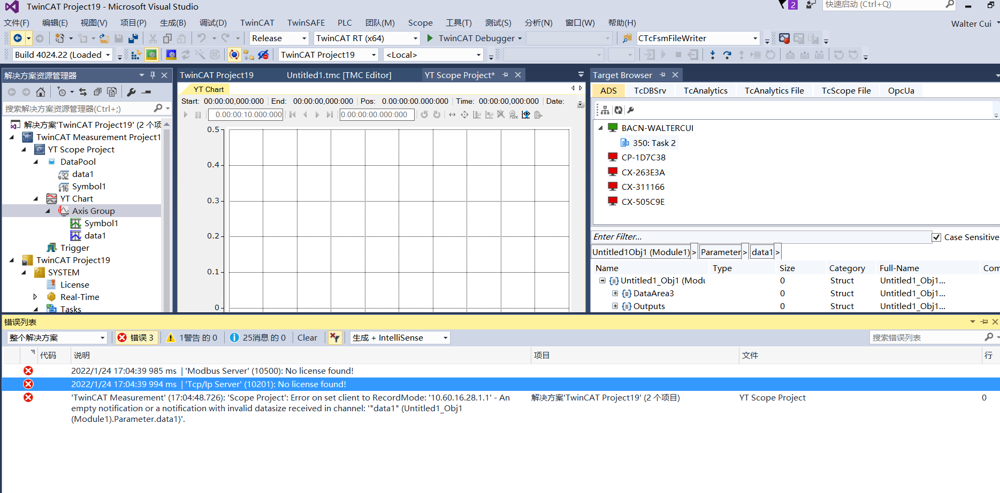 TwinCAT Project19 - Microsoft Visual Studio
2
快速启动 (Ctrl+Q)
文件(F) 编辑(E) 视图(V) 项目(P) 生成(B) 调试(D) TwinCAT TwinSAFE PLC 团队(M) Scope 工具(T) 测试(S) 分析(N) 窗口(W) 帮助(H)
Walter Cui
Release TwinCAT RT (x64) TwinCAT Debugger CTcFsmFileWriter
Build 4024.22 (Loaded) TwinCAT Project19 <Local>
解决方案资源管理器
搜索解决方案资源管理器(Ctrl+;)
解决方案'TwinCAT Project19' (2 个项
TwinCAT Measurement Project1
YT Scope Project
DataPool
data1
Symbol1
YT Chart
Axis Group
Symbol1
data1
Trigger
TwinCAT Project19
SYSTEM
License
Real-Time
Tasks
TwinCAT Project19 Untitled1.tmc [TMC Editor] YT Scope Project*
YT Chart
Start: 00:00:00,000:000 End: 00:00:00,000:000 Pos: 0.00:00:00.000:000 Time: 00:00:00,000:000 Date:
0.00:00:10.000:000 0.00:00:00.000:000
0.5
0.4
0.3
0.2
0.1
0
Target Browser
ADS TcDBSrv TcAnalytics TcAnalytics File TcScope File OpcUa
BACN-WALTERCUI
350: Task 2
CP-1D7C38
CX-263E3A
CX-311166
CX-505C9E
Enter Filter...
Case Sensitive
Untitled1Obj1 (Module1) > Parameter > data1 >
Name Type Size Category Full-Name Com
Untitled1_Obj1 (Modu 0 Struct Untitled1_Obj1...
DataArea3 0 Struct Untitled1_Obj1...
Outputs 0 Struct Untitled1_Obj1...
错误列表
整个解决方案 错误 3 1警告 的 0 25消息 的 0 Clear 生成 + IntelliSense
搜索错误列表
代码 说明 项目 文件 行
2022/1/24 17:04:39 985 ms | 'Modbus Server' (10500): No license found!
2022/1/24 17:04:39 994 ms | 'Tcp/Ip Server' (10201): No license found!
'TwinCAT Measurement' (17:04:48.726): 'Scope Project': Error on set client to RecordMode: '10.60.16.28.1.1' - An
empty notification or a notification with invalid datasize received in channel: '"data1" (Untitled1_Obj1
(Module1).Parameter.data1)'.
解决方案'TwinCAT Project19' (2 个项目)
YT Scope Project
0